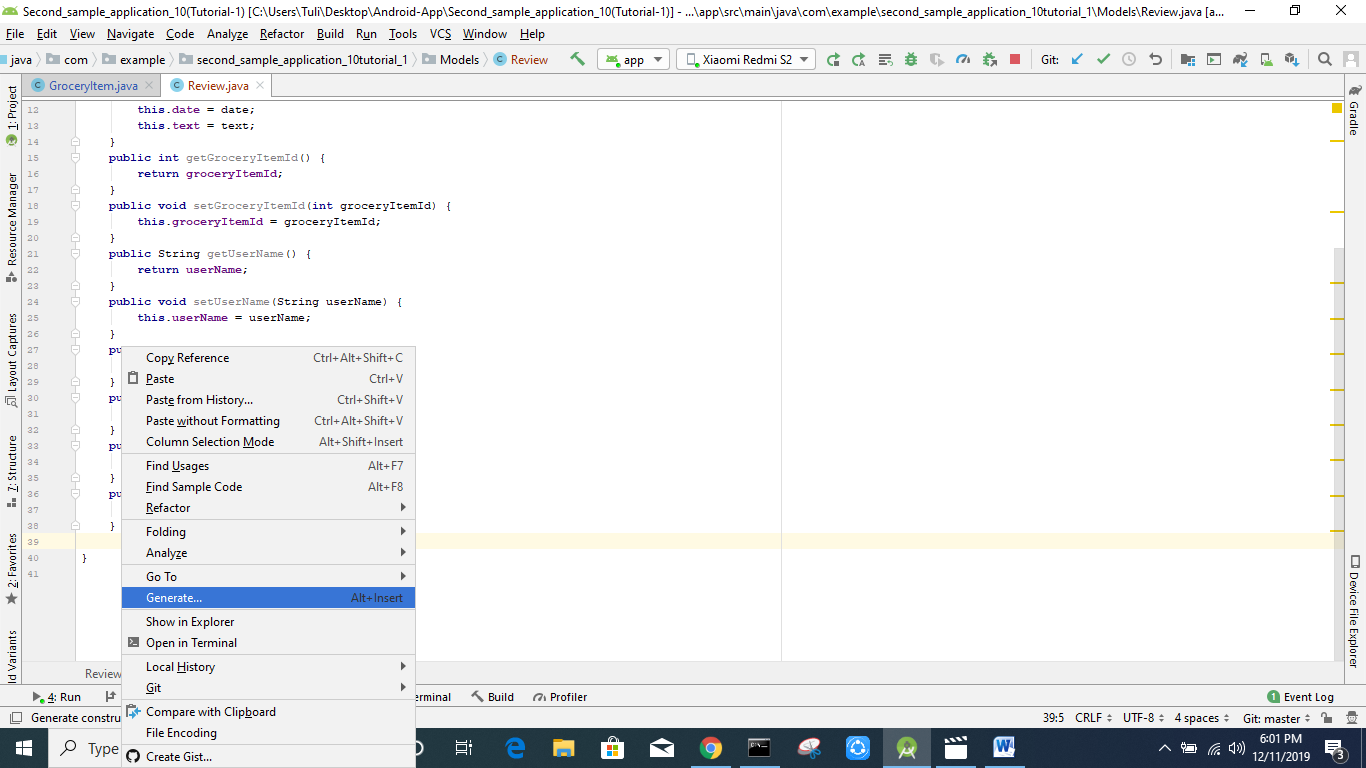 Second_sample_application_10(Tutorial-1) [C:\Users\Tuli\Desktop\Android-App\Second_sample_application_10(Tutorial-1)] - ...\app\src\main\java\com\example\second_sample_application_10tutorial_1\Models\Review.java [a...
File Edit View Navigate Code Analyze Refactor Build Run Tools VCS Window Help
java com example second_sample_application_10tutorial_1 Models Review app Xiaomi Redmi S2 Git:
GroceryItem.java Review.java
1: Project
Resource Manager
Layout Captures
7: Structure
2: Favorites
ld Variants
12 this.date = date;
13 this.text = text;
14 }
15 public int getGroceryItemId() {
16 return groceryItemId;
17 }
18 public void setGroceryItemId(int groceryItemId) {
19 this.groceryItemId = groceryItemId;
20 }
21 public String getUserName() {
22 return userName;
23 }
24 public void setUserName(String userName) {
25 this.userName = userName;
26 }
27 pu
28
29 }
30 pu
31
32 }
33 pu
34
35 }
36 pu
37
38 }
39
40 }
41
Copy Reference Ctrl+Alt+Shift+C
Paste Ctrl+V
Paste from History... Ctrl+Shift+V
Paste without Formatting Ctrl+Alt+Shift+V
Column Selection Mode Alt+Shift+Insert
Find Usages Alt+F7
Find Sample Code Alt+F8
Refactor
Folding
Analyze
Go To
Generate... Alt+Insert
Show in Explorer
Open in Terminal
Local History
Git
Compare with Clipboard
File Encoding
Create Gist...
Gradle
Device File Explorer
Review
4: Run erminal Build Profiler 1 Event Log
Generate constru 39:5 CRLF UTF-8 4 spaces Git: master
Type 6:01 PM
12/11/2019 3